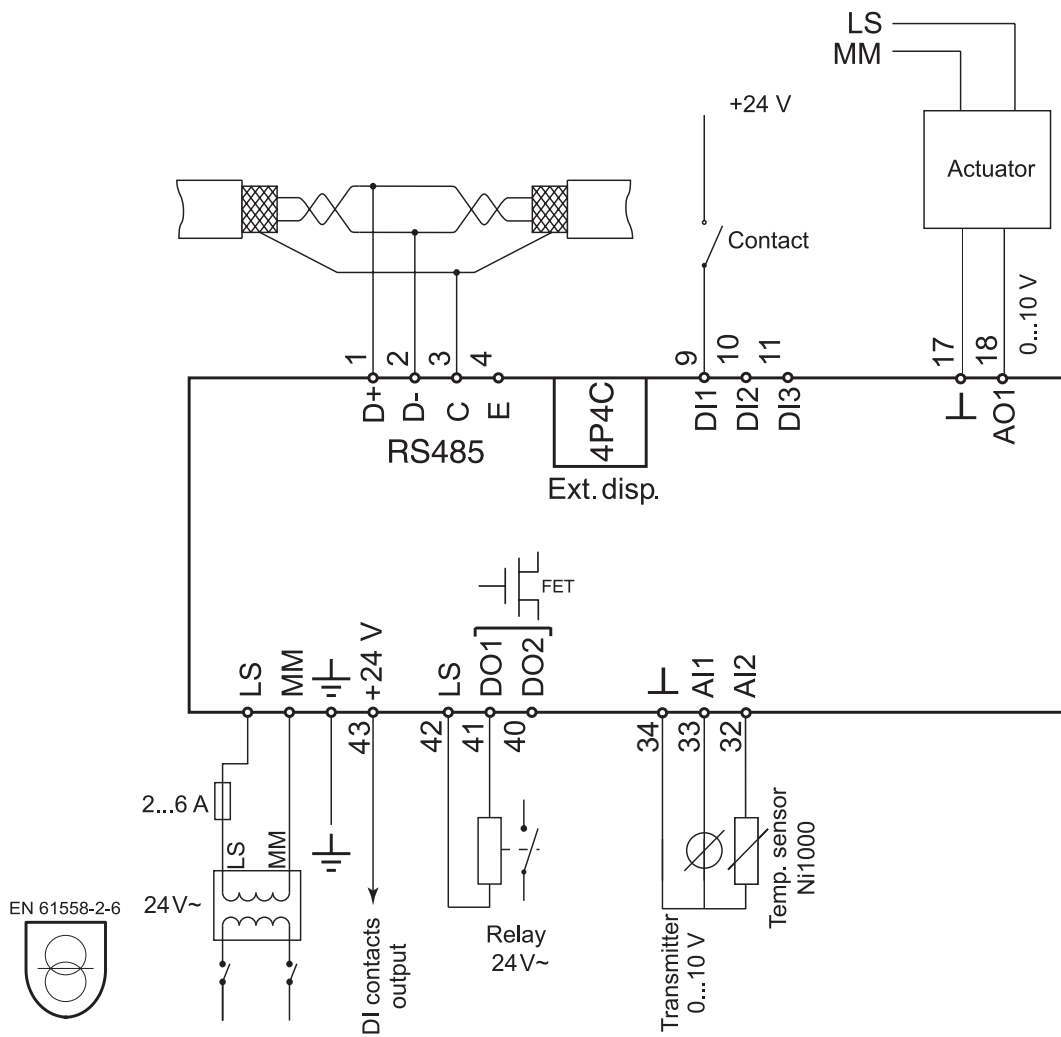 LS
MM
+24 V
Actuator
Contact
0...10 V
1
2
3
4
9
10
11
17
18
D+
D-
C
E
RS485
4P4C
Ext. disp.
DI1
DI2
DI3
AO1
FET
LS
MM
+24 V
LS
DO1
DO2
AI1
AI2
43
42
41
40
34
33
32
2...6 A
LS
MM
24V~
EN 61558-2-6
DI contacts
output
Relay
24V~
Transmitter
0...10 V
Temp. sensor
Ni1000